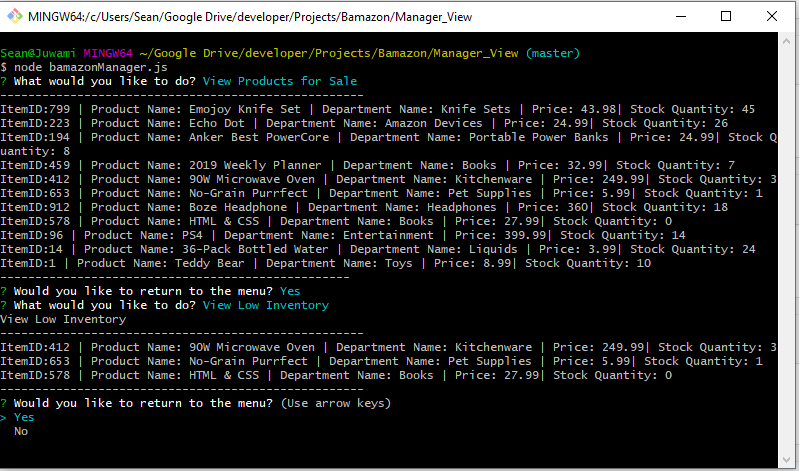 MINGW64:/c/Users/Sean/Google Drive/developer/Projects/Bamazon/Manager_View
Sean@Juwami MINGW64 ~/Google Drive/developer/Projects/Bamazon/Manager_View (master)
$ node bamazonManager.js
? What would you like to do? View Products for Sale
----------------------------------------------------
ItemID:799 | Product Name: Emojoy Knife Set | Department Name: Knife Sets | Price: 43.98| Stock Quantity: 45
ItemID:223 | Product Name: Echo Dot | Department Name: Amazon Devices | Price: 24.99| Stock Quantity: 26
ItemID:194 | Product Name: Anker Best PowerCore | Department Name: Portable Power Banks | Price: 24.99| Stock Q
uantity: 8
ItemID:459 | Product Name: 2019 Weekly Planner | Department Name: Books | Price: 32.99| Stock Quantity: 7
ItemID:412 | Product Name: 90W Microwave Oven | Department Name: Kitchenware | Price: 249.99| Stock Quantity: 3
ItemID:653 | Product Name: No-Grain Purrfect | Department Name: Pet Supplies | Price: 5.99| Stock Quantity: 1
ItemID:912 | Product Name: Boze Headphone | Department Name: Headphones | Price: 360| Stock Quantity: 18
ItemID:578 | Product Name: HTML & CSS | Department Name: Books | Price: 27.99| Stock Quantity: 0
ItemID:96 | Product Name: PS4 | Department Name: Entertainment | Price: 399.99| Stock Quantity: 14
ItemID:14 | Product Name: 36-Pack Bottled Water | Department Name: Liquids | Price: 3.99| Stock Quantity: 24
ItemID:1 | Product Name: Teddy Bear | Department Name: Toys | Price: 8.99| Stock Quantity: 10
--------------------------------------------------
? Would you like to return to the menu? Yes
? What would you like to do? View Low Inventory
View Low Inventory
----------------------------------------------------
ItemID:412 | Product Name: 90W Microwave Oven | Department Name: Kitchenware | Price: 249.99| Stock Quantity: 3
ItemID:653 | Product Name: No-Grain Purrfect | Department Name: Pet Supplies | Price: 5.99| Stock Quantity: 1
ItemID:578 | Product Name: HTML & CSS | Department Name: Books | Price: 27.99| Stock Quantity: 0
----------------------------------------------------
? Would you like to return to the menu? (Use arrow keys)
> Yes
  No